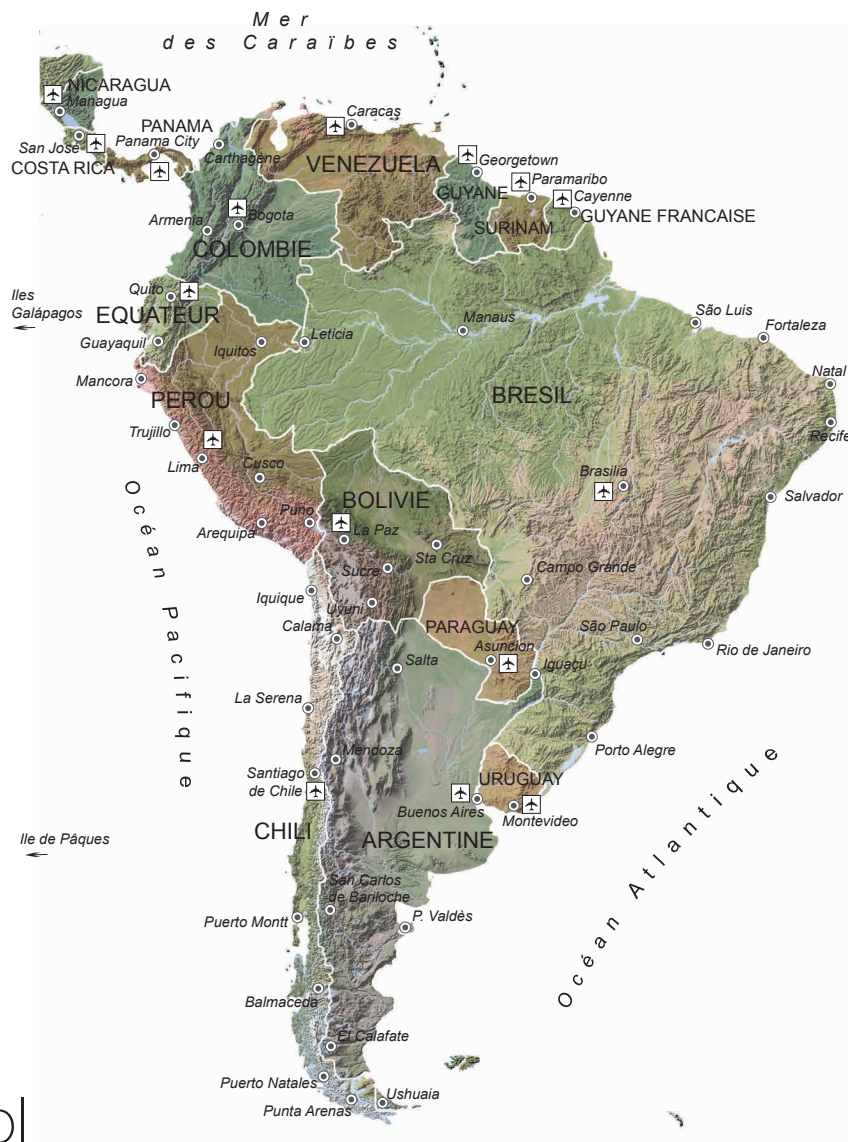 Mer
des Caraïbes
NICARAGUA
Managua
San José
COSTA RICA
PANAMA
Panama City
Carthagène
Caracas
VENEZUELA
Georgetown
GUYANE
Paramaribo
SURINAM
Cayenne
GUYANE FRANCAISE
Armenia
Bogota
COLOMBIE
Iles
Galápagos
Quito
EQUATEUR
Guayaquil
Iquitos
Leticia
Manaus
São Luis
Fortaleza
Natal
Recife
Mancora
PEROU
BRESIL
Trujillo
Lima
Cusco
Brasilia
Salvador
Puno
Arequipa
BOLIVIE
La Paz
Sta Cruz
Sucre
Uyuni
Campo Grande
Océan Pacifique
Iquique
Calama
PARAGUAY
Asuncion
São Paulo
Rio de Janeiro
Salta
Iguaçu
La Serena
Porto Alegre
Mendoza
Santiago
de Chile
URUGUAY
Buenos Aires
Montevideo
CHILI
ARGENTINE
Ile de Pâques
Océan Atlantique
San Carlos
de Bariloche
Puerto Montt
P. Valdès
Balmaceda
El Calafate
Puerto Natales
Punta Arenas
Ushuaia